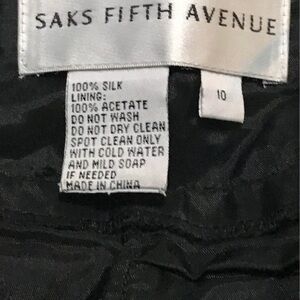 SAKS FIFTH AVENUE
100% SILK
LINING:
100% ACETATE
DO NOT WASH
DO NOT DRY CLEAN
SPOT CLEAN ONLY
WITH COLD WATER
AND MILD SOAP
IF NEEDED
MADE IN CHINA
10